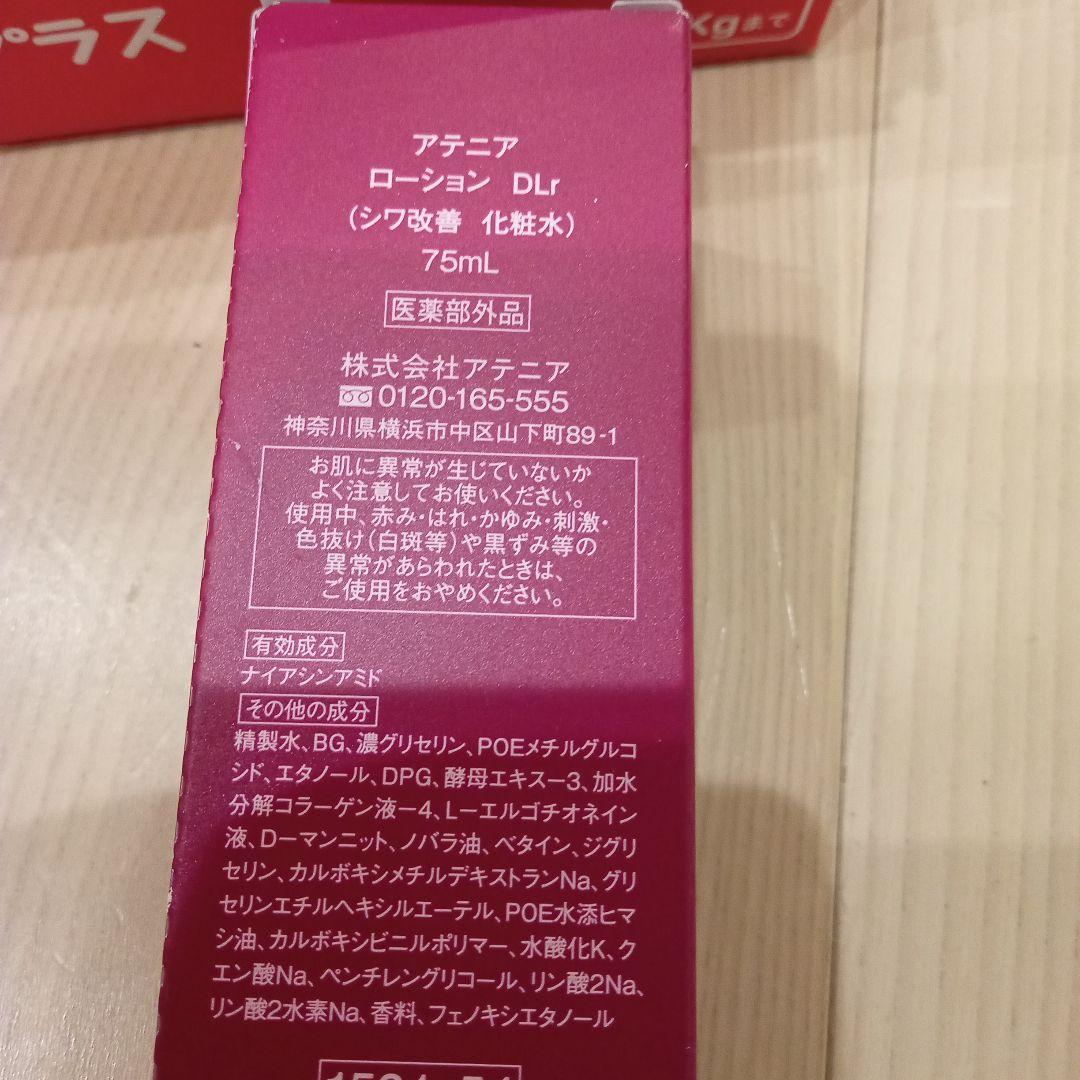 プラス
Kgまで
アテニア
ローション DLr
(シワ改善 化粧水)
75mL
医薬部外品
株式会社アテニア
0120-165-555
神奈川県横浜市中区山下町89-1
お肌に異常が生じていないか
よく注意してお使いください。
使用中、赤み・はれ・かゆみ・刺激・
色抜け(白斑等)や黒ずみ等の
異常があらわれたときは、
ご使用をおやめください。
有効成分
ナイアシンアミド
その他の成分
精製水、BG、濃グリセリン、POEメチルグルコ
シド、エタノール、DPG、酵母エキス-3、加水
分解コラーゲン液-4、L-エルゴチオネイン
液、D-マンニット、ノバラ油、ベタイン、ジグリ
セリン、カルボキシメチルデキストランNa、グリ
セリンエチルヘキシルエーテル、POE水添ヒマ
シ油、カルボキシビニルポリマー、水酸化K、ク
エン酸Na、ペンチレングリコール、リン酸2Na、
リン酸2水素Na、香料、フェノキシエタノール